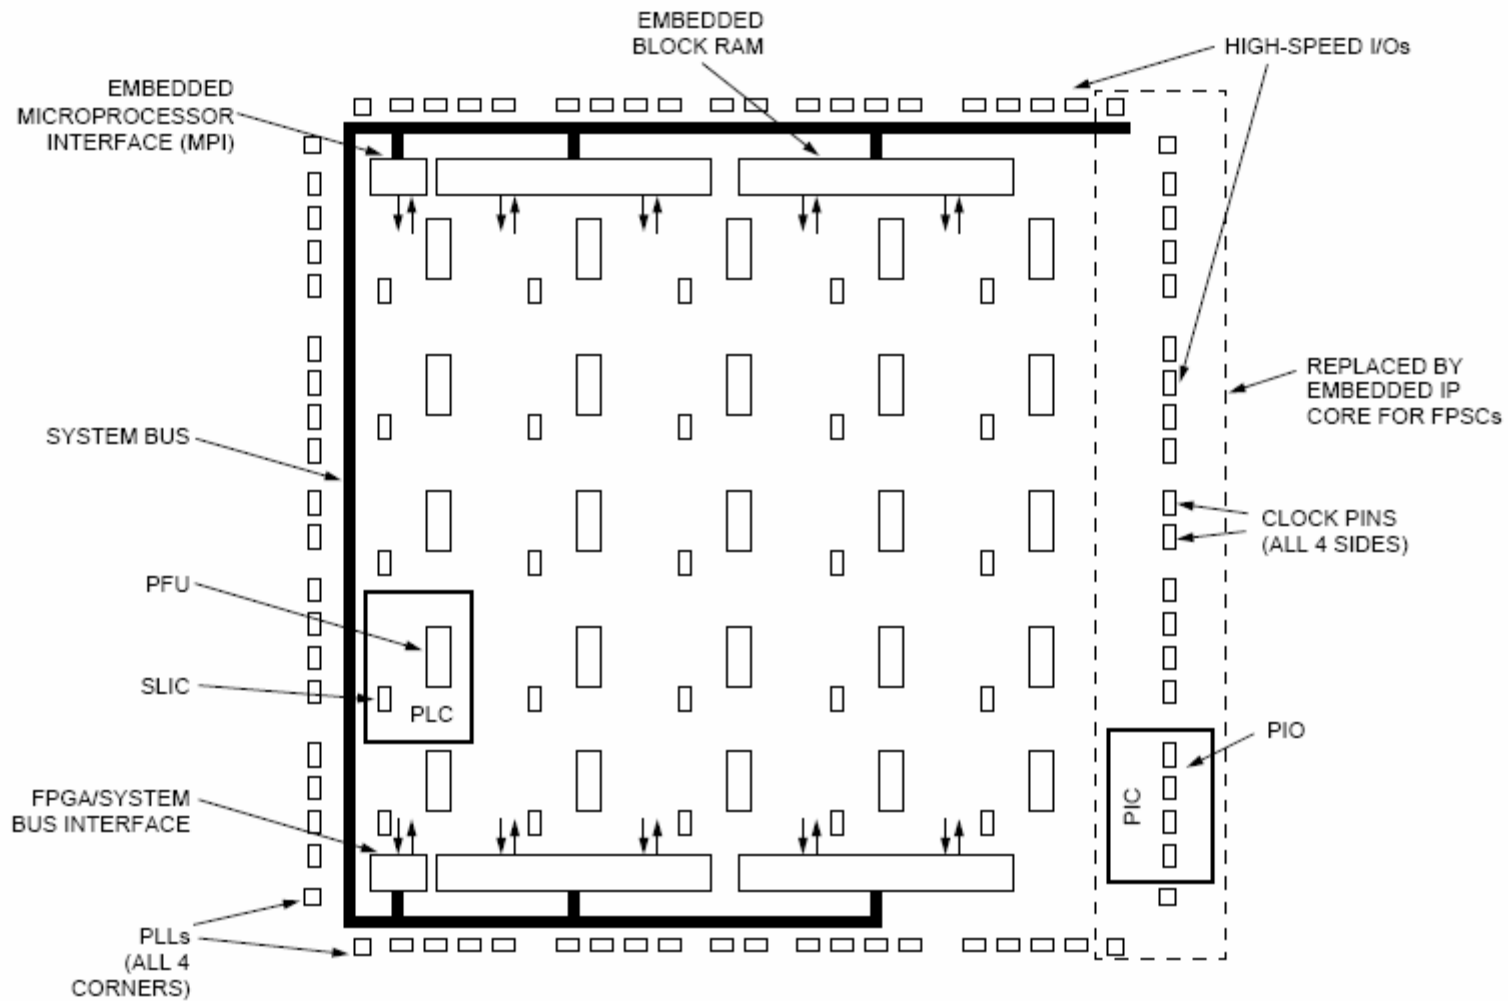 EMBEDDED
BLOCK RAM
HIGH-SPEED I/Os
EMBEDDED
MICROPROCESSOR
INTERFACE (MPI)
REPLACED BY
EMBEDDED IP
CORE FOR FPSCs
SYSTEM BUS
CLOCK PINS
(ALL 4 SIDES)
PFU
SLIC
PLC
PIO
FPGA/SYSTEM
BUS INTERFACE
PIC
PLLs
(ALL 4
CORNERS)